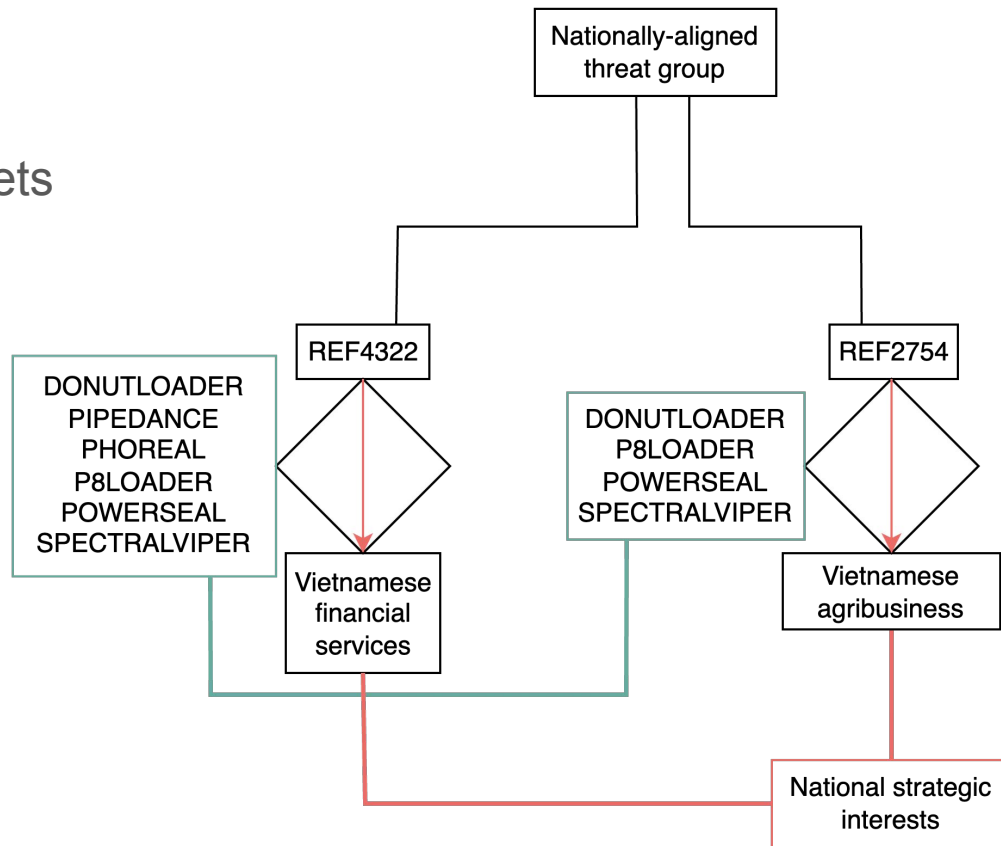 Nationally-aligned
threat group
ets
REF4322
REF2754
DONUTLOADER
PIPEDANCE
PHOREAL
P8LOADER
POWERSEAL
SPECTRALVIPER
DONUTLOADER
P8LOADER
POWERSEAL
SPECTRALVIPER
Vietnamese
financial
services
Vietnamese
agribusiness
National strategic
interests